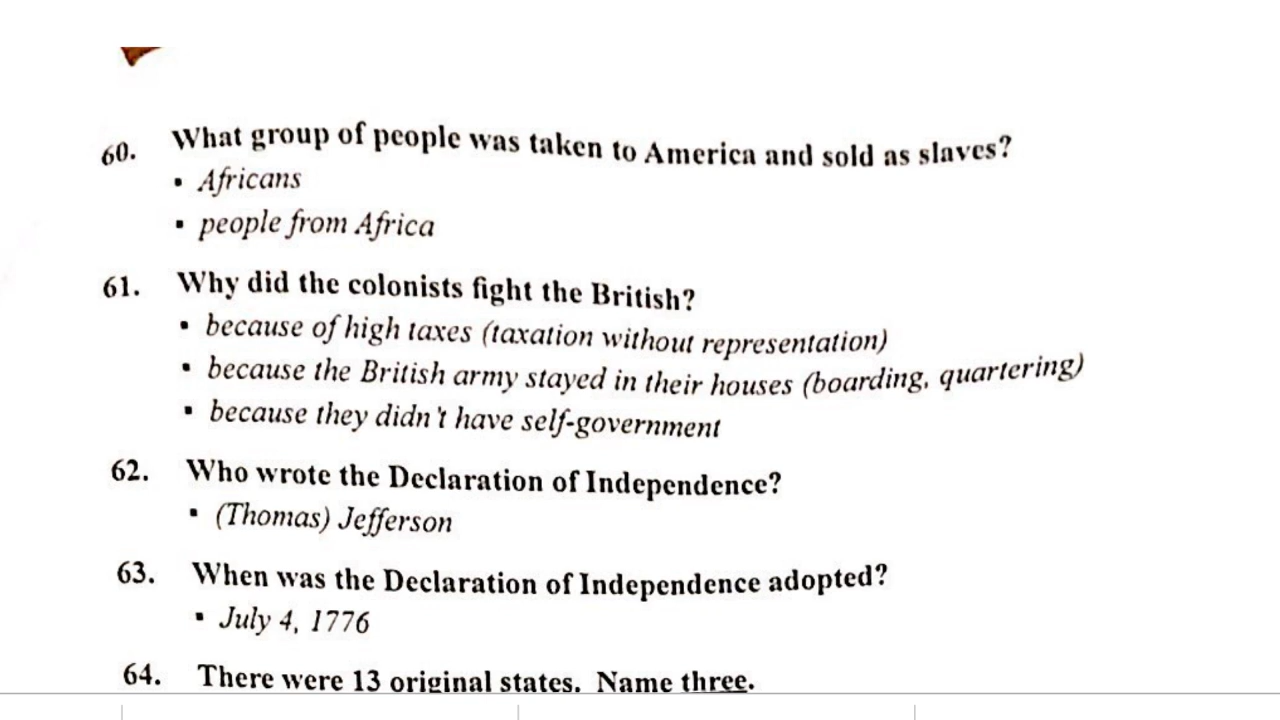 60. What group of people was taken to America and sold as slaves?
▪ Africans
▪ people from Africa
61. Why did the colonists fight the British?
▪ because of high taxes (taxation without representation)
▪ because the British army stayed in their houses (boarding, quartering)
▪ because they didn't have self-government
62. Who wrote the Declaration of Independence?
▪ (Thomas) Jefferson
63. When was the Declaration of Independence adopted?
▪ July 4, 1776
64. There were 13 original states. Name three.